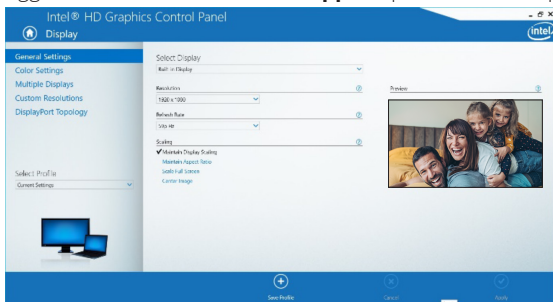 Intel® HD Graphics Control Panel
Display
intel
General Settings
Color Settings
Multiple Displays
Custom Resolutions
DisplayPort Topology
Select Profile
Current Settings
Select Display
Built in Display
Resolution
Refresh Rate
Scaling
Maintain Display Scaling
Maintain Aspect Ratio
Scale Full Screen
Center Image
Preview
Save Profile
Cancel
Apply